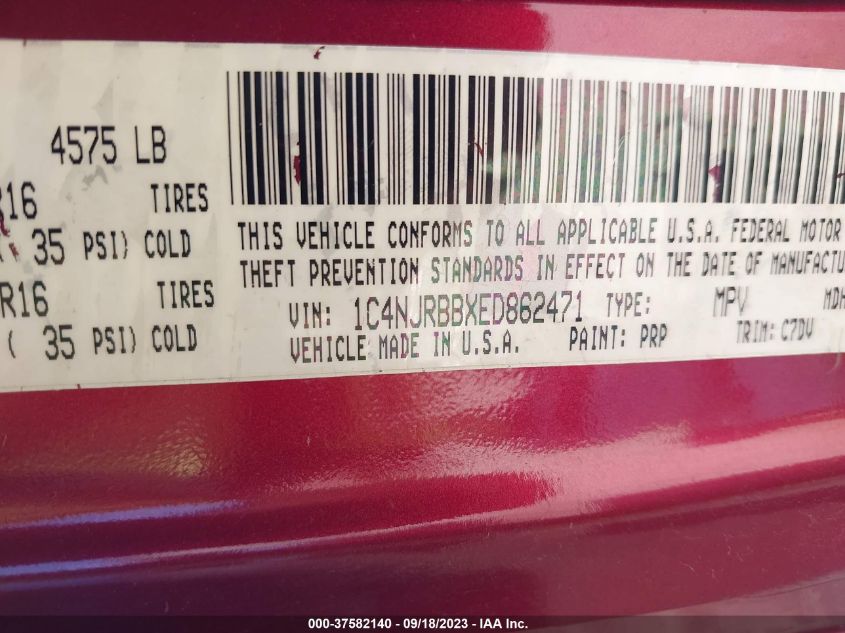 4575 LB
R16 TIRES
35 PSI) COLD
R16 TIRES
( 35 PSI) COLD
THIS VEHICLE CONFORMS TO ALL APPLICABLE U.S.A. FEDERAL MOTOR
THEFT PREVENTION STANDARDS IN EFFECT ON THE DATE OF MANUFACTU
VIN: 1C4NJRBBXED862471 TYPE: MPV MDH
VEHICLE MADE IN U.S.A. PAINT: PRP TRIM: C7DV
000-37582140 - 09/18/2023 - IAA Inc.